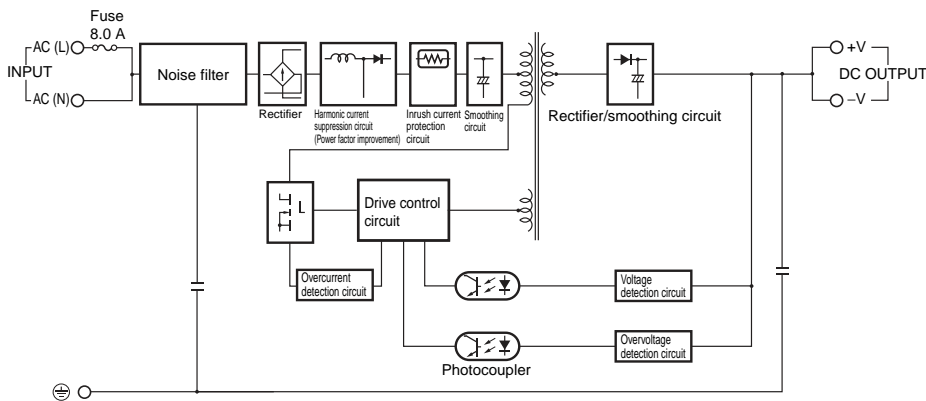 Fuse
8.0 A
AC (L)
INPUT
AC (N)
Noise filter
Rectifier
Harmonic current
suppression circuit
(Power factor improvement)
Inrush current
protection
circuit
Smoothing
circuit
Rectifier/smoothing circuit
+V
DC OUTPUT
–V
Drive control
circuit
Overcurrent
detection circuit
Voltage
detection circuit
Overvoltage
detection circuit
Photocoupler